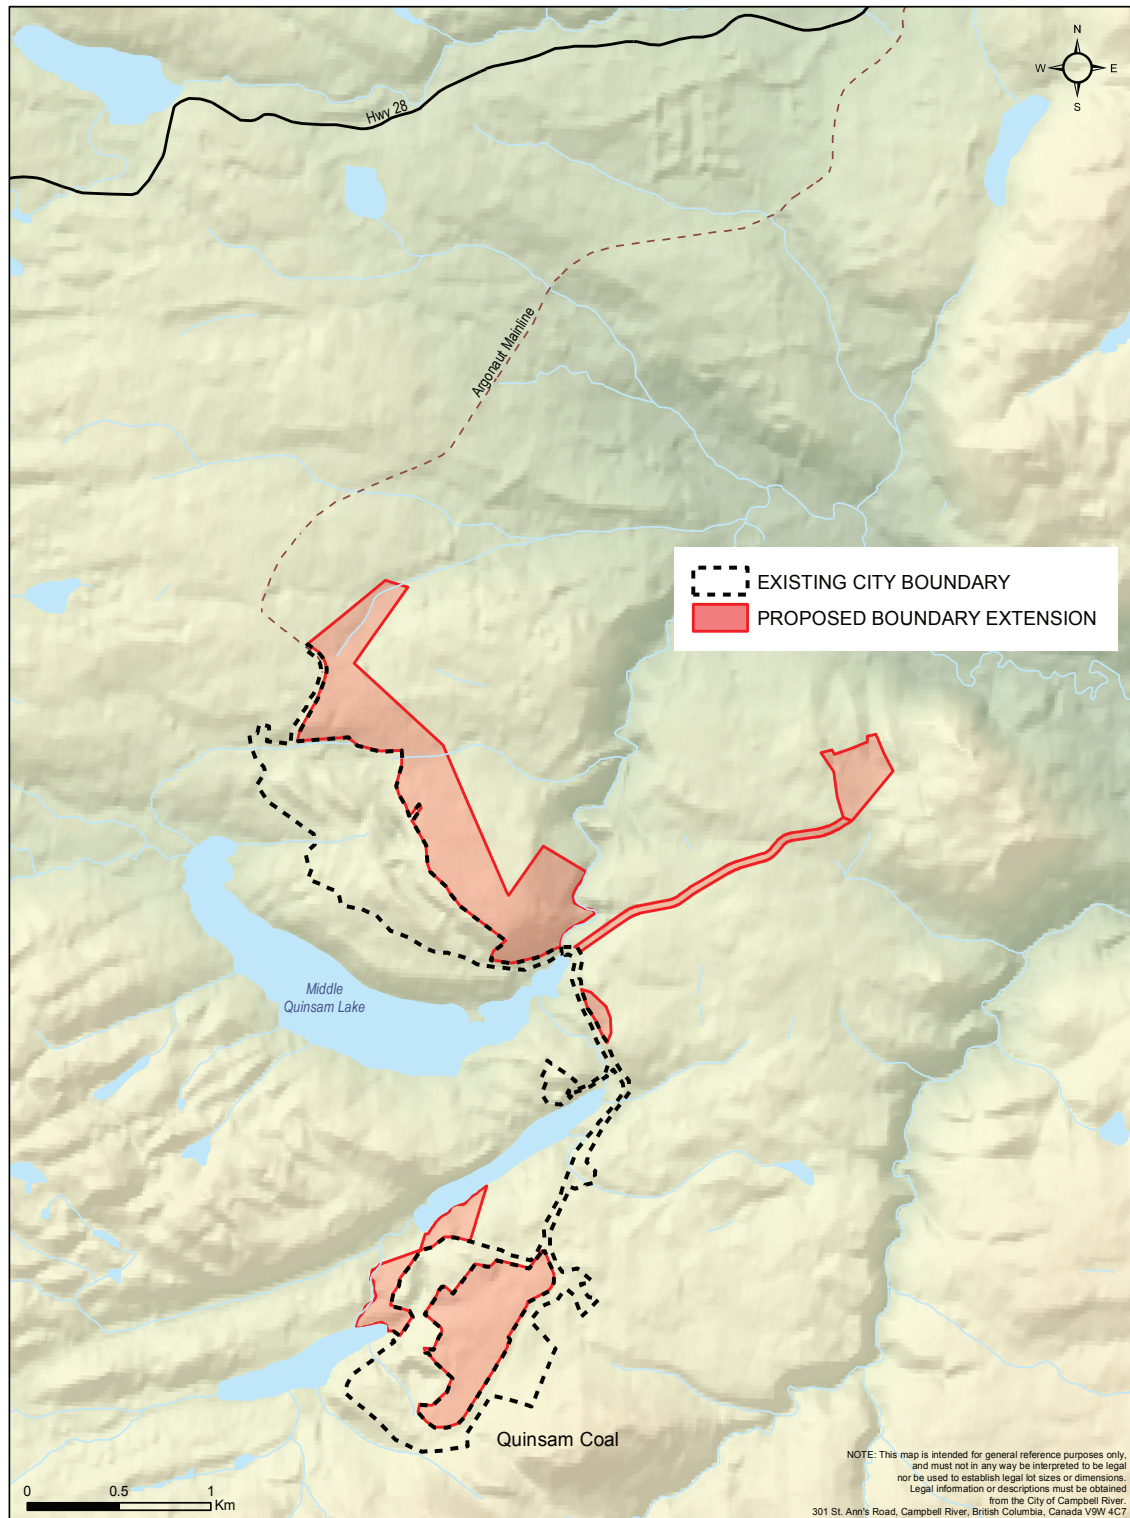 N
W E
S
Hwy 28
Argonaut Mainline
EXISTING CITY BOUNDARY
PROPOSED BOUNDARY EXTENSION
Middle
Quinsam Lake
Quinsam Coal
0 0.5 1
Km
NOTE: This map is intended for general reference purposes only,
and must not in any way be interpreted to be legal
nor be used to establish legal lot sizes or dimensions.
Legal information or descriptions must be obtained
from the City of Campbell River.
301 St. Ann's Road, Campbell River, British Columbia, Canada V9W 4C7